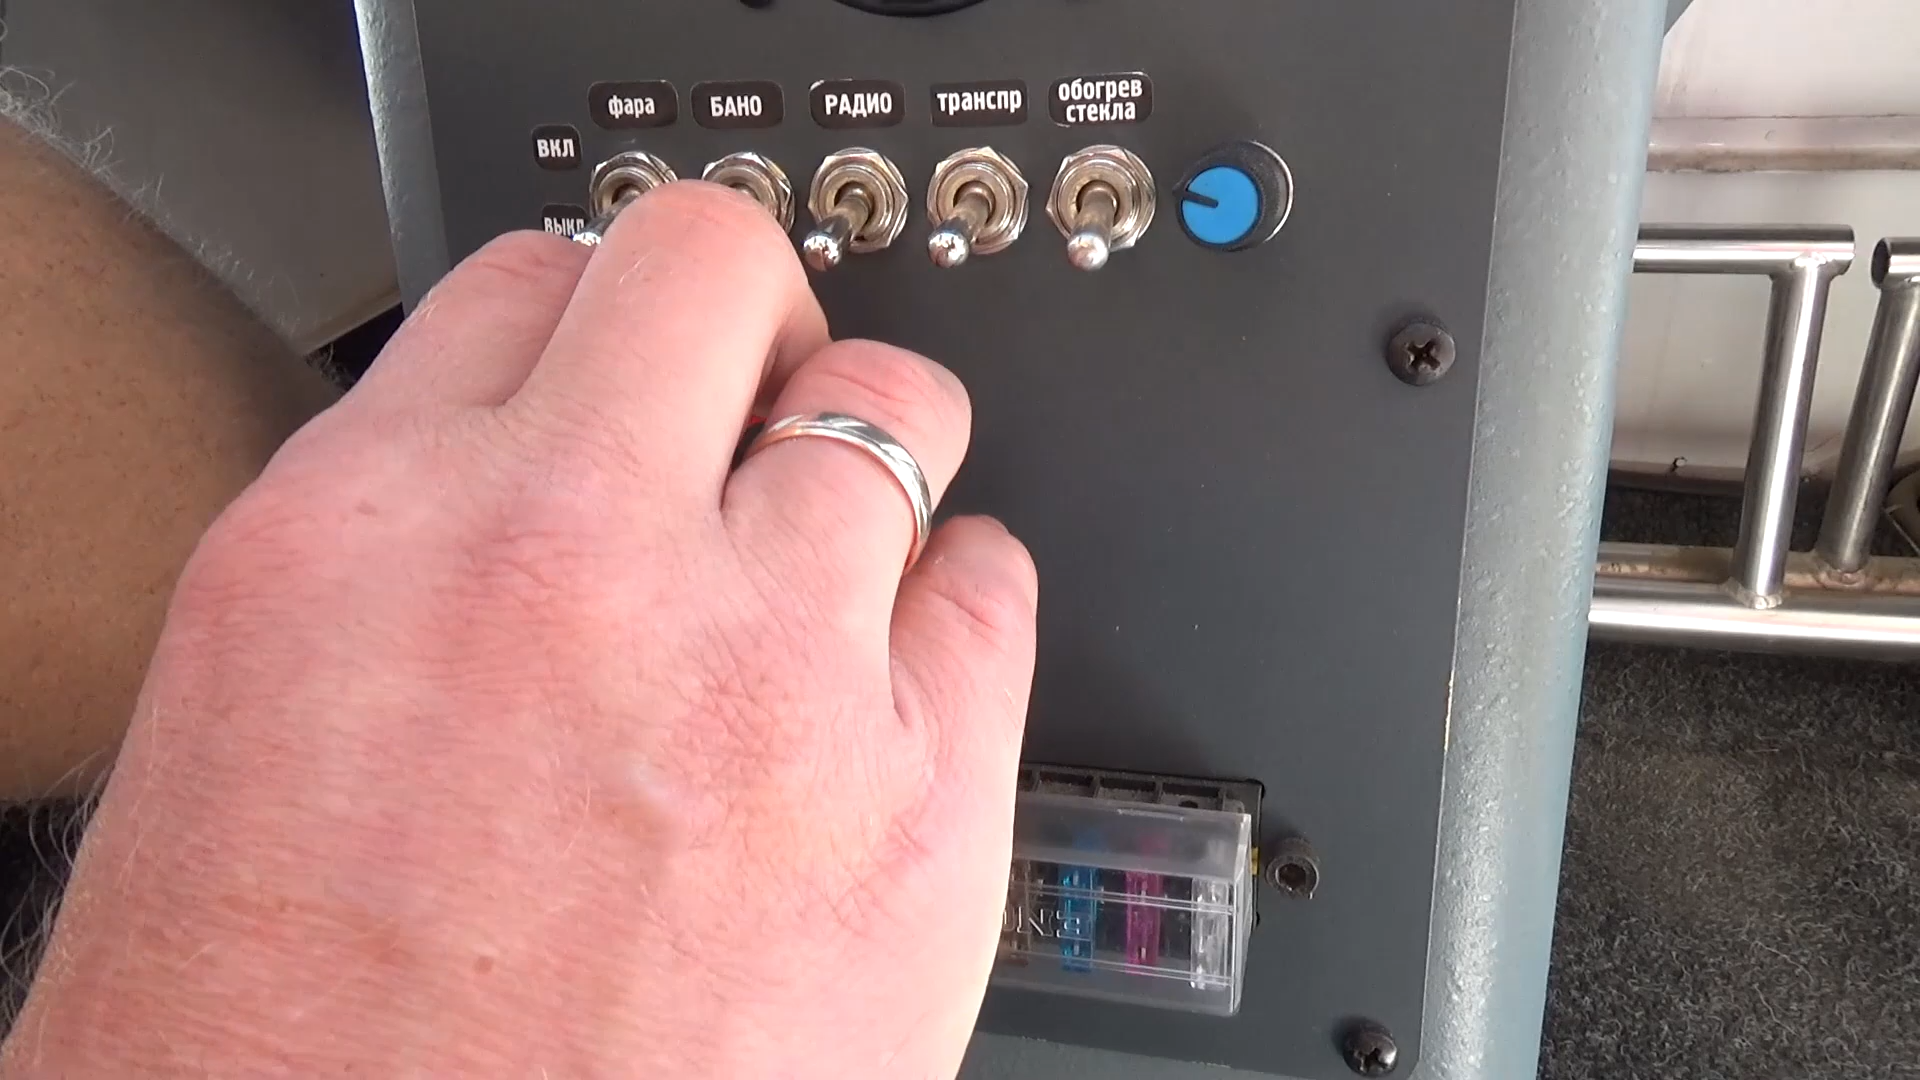 фара
БАНО
РАДИО
транспр
обогрев
стекла
ВКЛ
ВЫКЛ